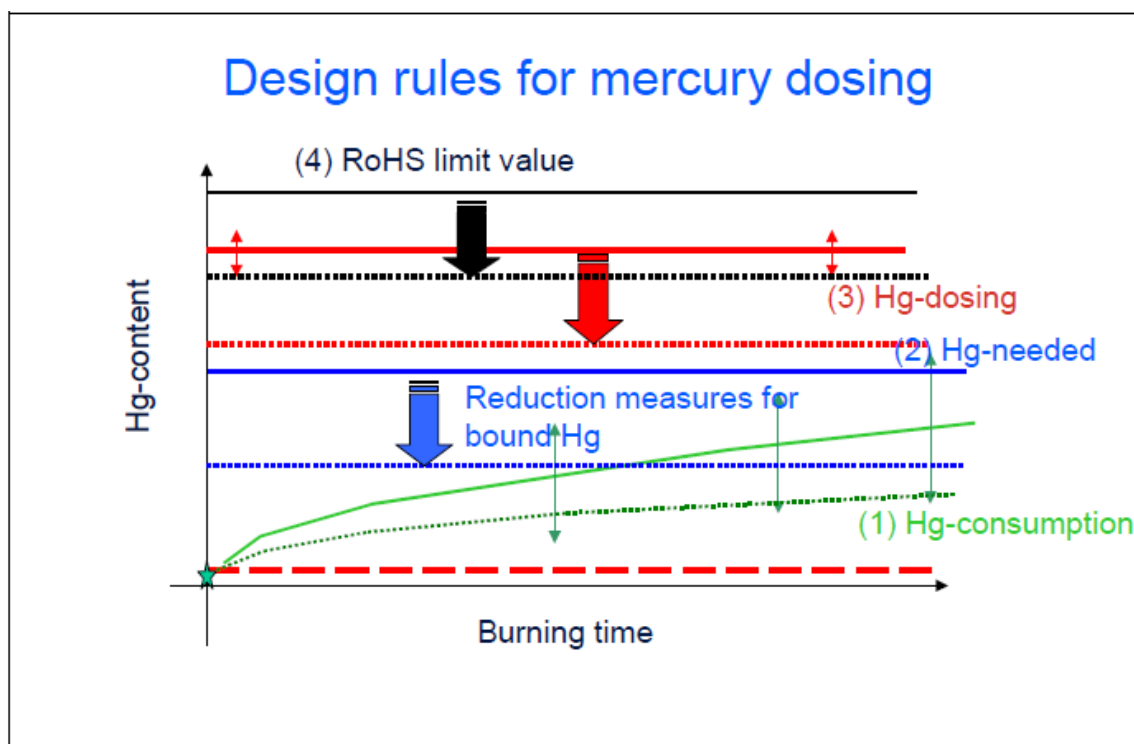 Design rules for mercury dosing
(4) RoHS limit value
Hg-content
(3) Hg-dosing
(2) Hg-needed
Reduction measures for
bound Hg
(1) Hg-consumption
Burning time